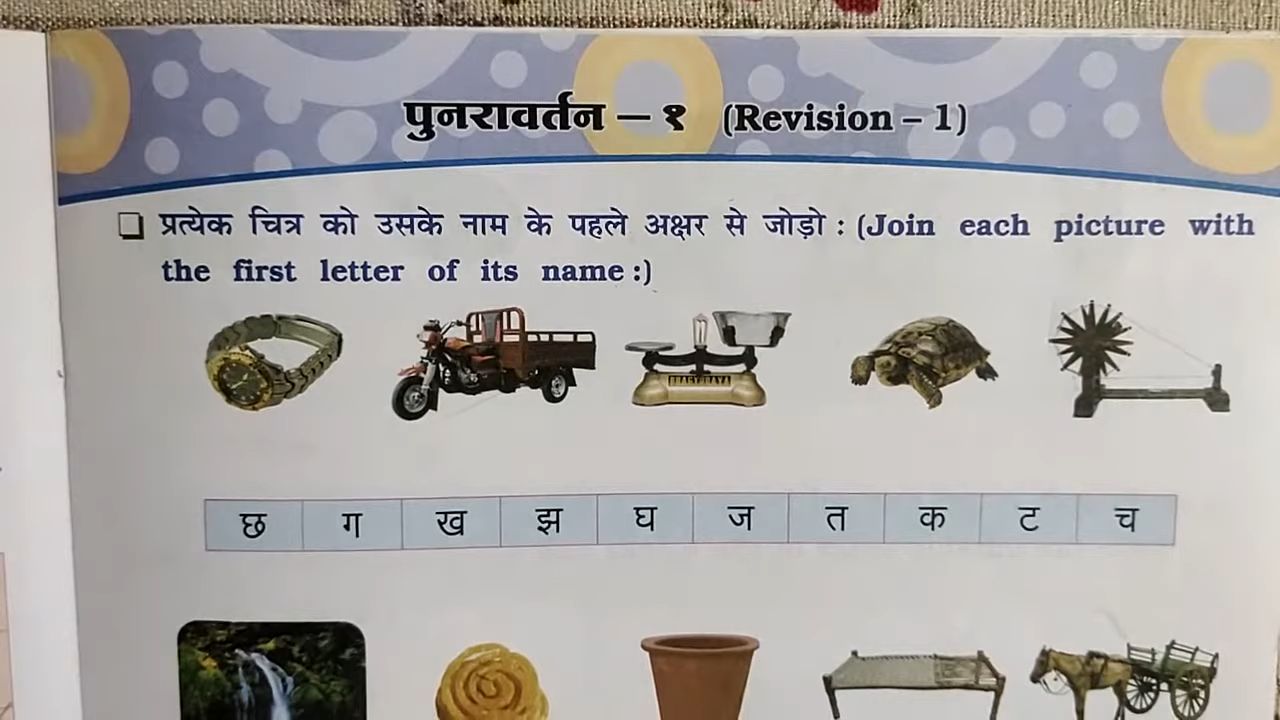 पुनरावर्तन – १ (Revision – 1)
❑ प्रत्येक चित्र को उसके नाम के पहले अक्षर से जोड़ो : (Join each picture with
the first letter of its name :)
छ ग ख झ घ ज त क ट च